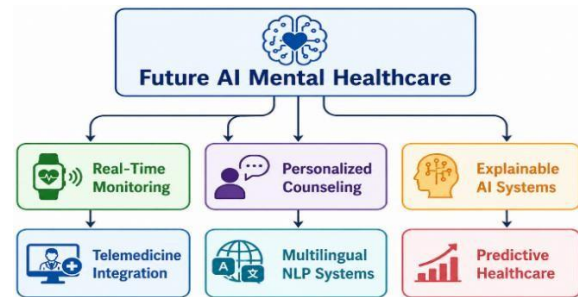 Future AI Mental Healthcare
Real-Time
Monitoring
Personalized
Counseling
Explainable
AI Systems
Telemedicine
Integration
A 文
Multilingual
NLP Systems
Predictive
Healthcare